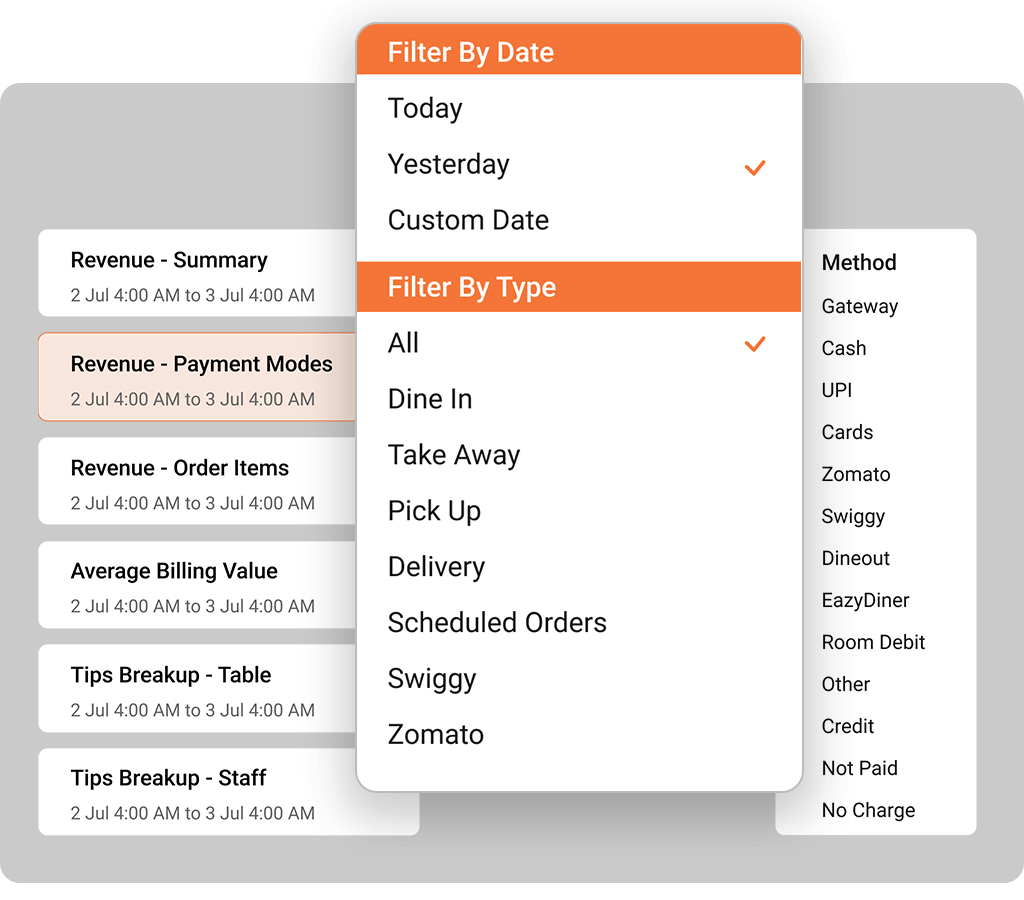 Filter By Date
Today
Yesterday
Custom Date
Filter By Type
All
Dine In
Take Away
Pick Up
Delivery
Scheduled Orders
Swiggy
Zomato
Revenue - Summary
2 Jul 4:00 AM to 3 Jul 4:00 AM
Revenue - Payment Modes
2 Jul 4:00 AM to 3 Jul 4:00 AM
Revenue - Order Items
2 Jul 4:00 AM to 3 Jul 4:00 AM
Average Billing Value
2 Jul 4:00 AM to 3 Jul 4:00 AM
Tips Breakup - Table
2 Jul 4:00 AM to 3 Jul 4:00 AM
Tips Breakup - Staff
2 Jul 4:00 AM to 3 Jul 4:00 AM
Method
Gateway
Cash
UPI
Cards
Zomato
Swiggy
Dineout
EazyDiner
Room Debit
Other
Credit
Not Paid
No Charge